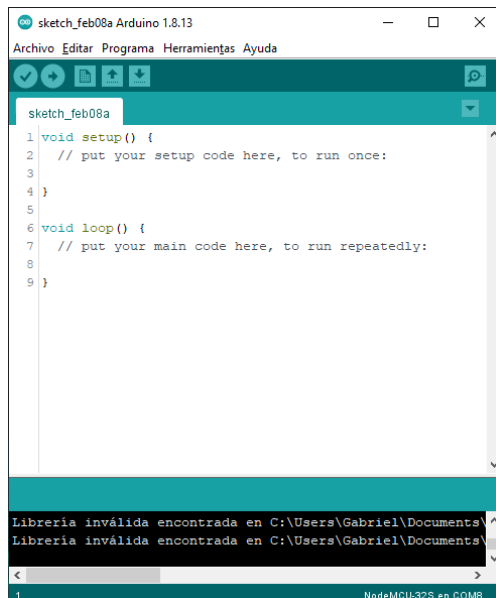 sketch_feb08a Arduino 1.8.13
Archivo Editar Programa Herramientas Ayuda
sketch_feb08a
1 void setup() {
2 // put your setup code here, to run once:
3
4 }
5
6 void loop() {
7 // put your main code here, to run repeatedly:
8
9 }
Librería inválida encontrada en C:\Users\Gabriel\Documents\
Librería inválida encontrada en C:\Users\Gabriel\Documents\
1 NodeMCU-32S en COM8